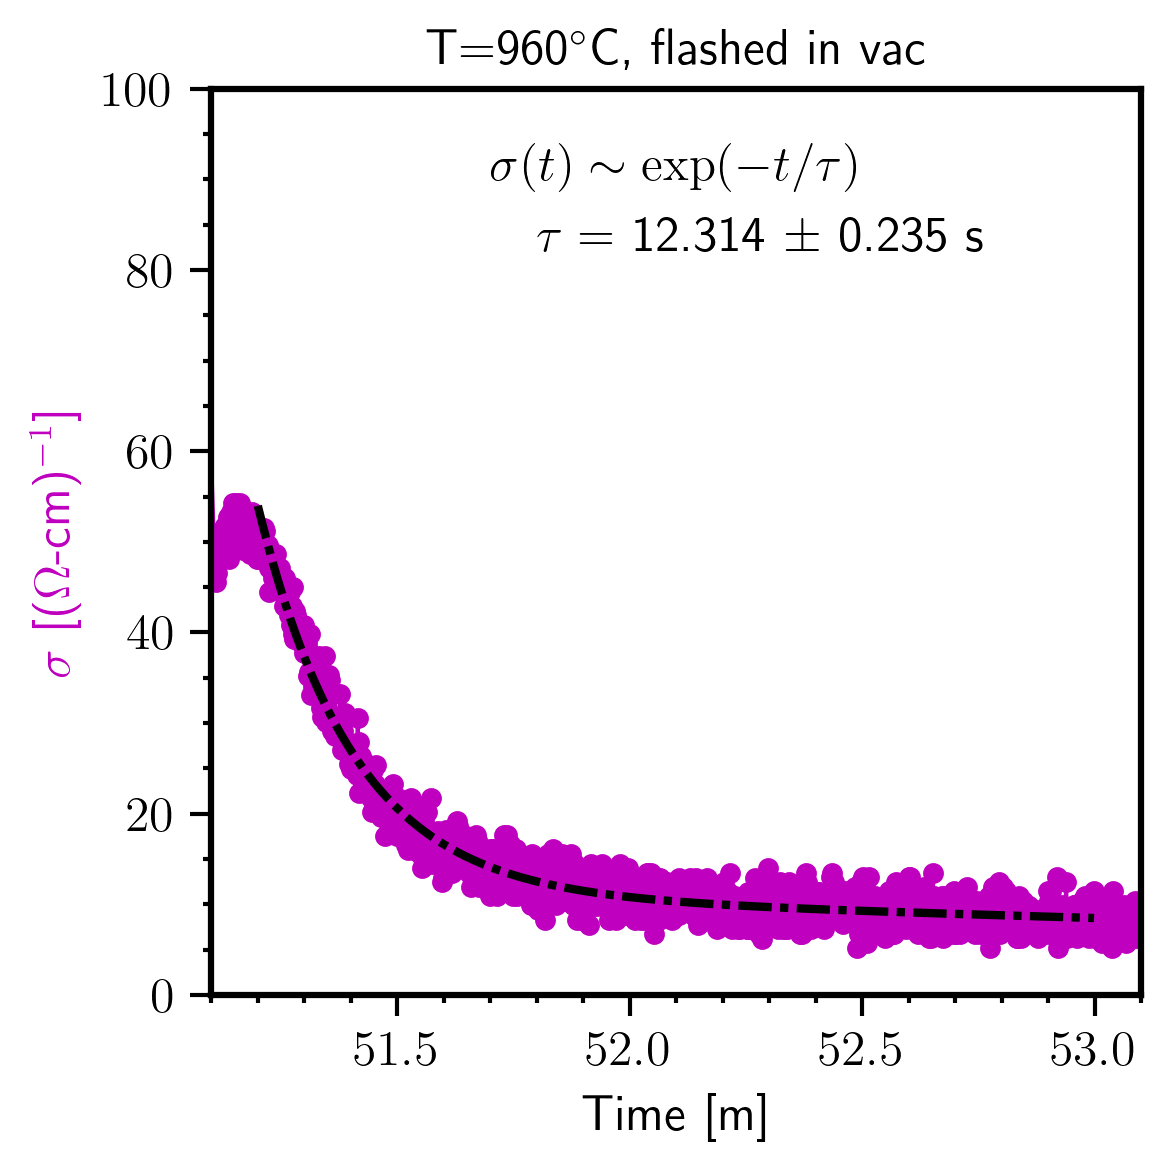 T=960°C, flashed in vac
σ(t) ∼ exp(−t/τ)
τ = 12.314 ± 0.235 s
σ [(Ω-cm)⁻¹]
100
80
60
40
20
0
51.5 52.0 52.5 53.0
Time [m]